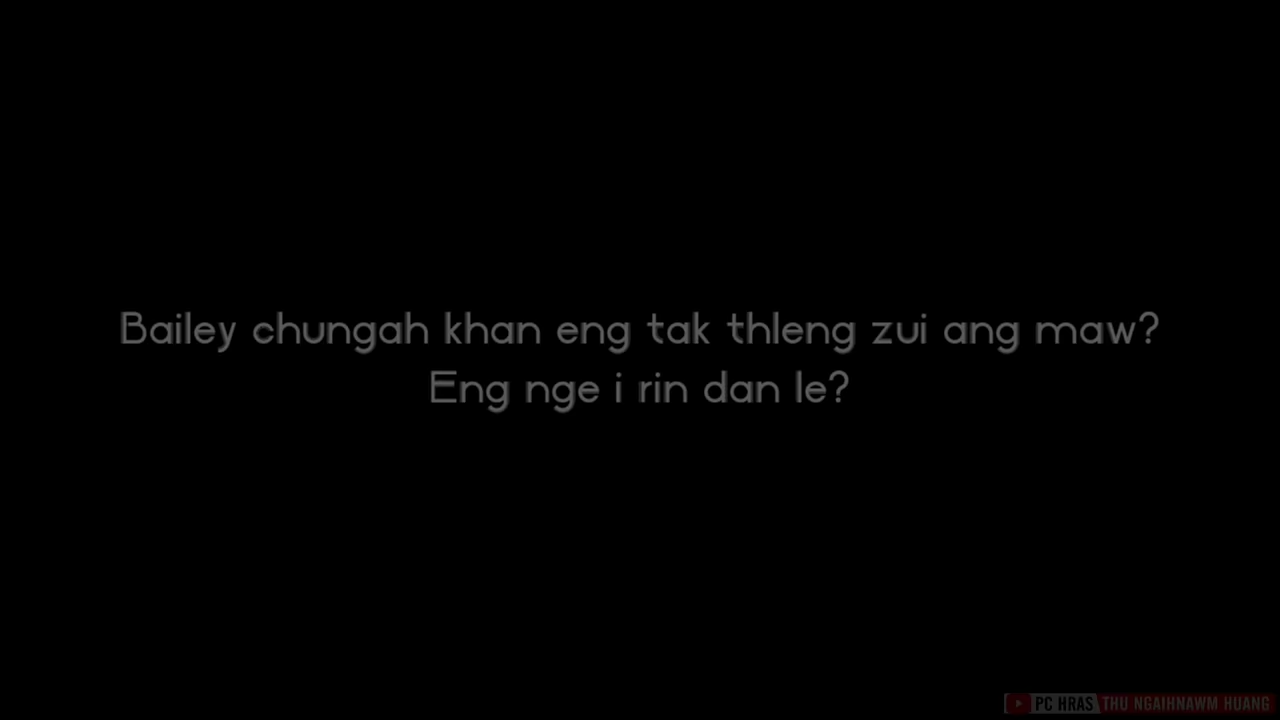 Bailey chungah khan eng tak thleng zui ang maw?
Eng nge i rin dan le?
PC HRAS THU NGAIHNAWM HUANG